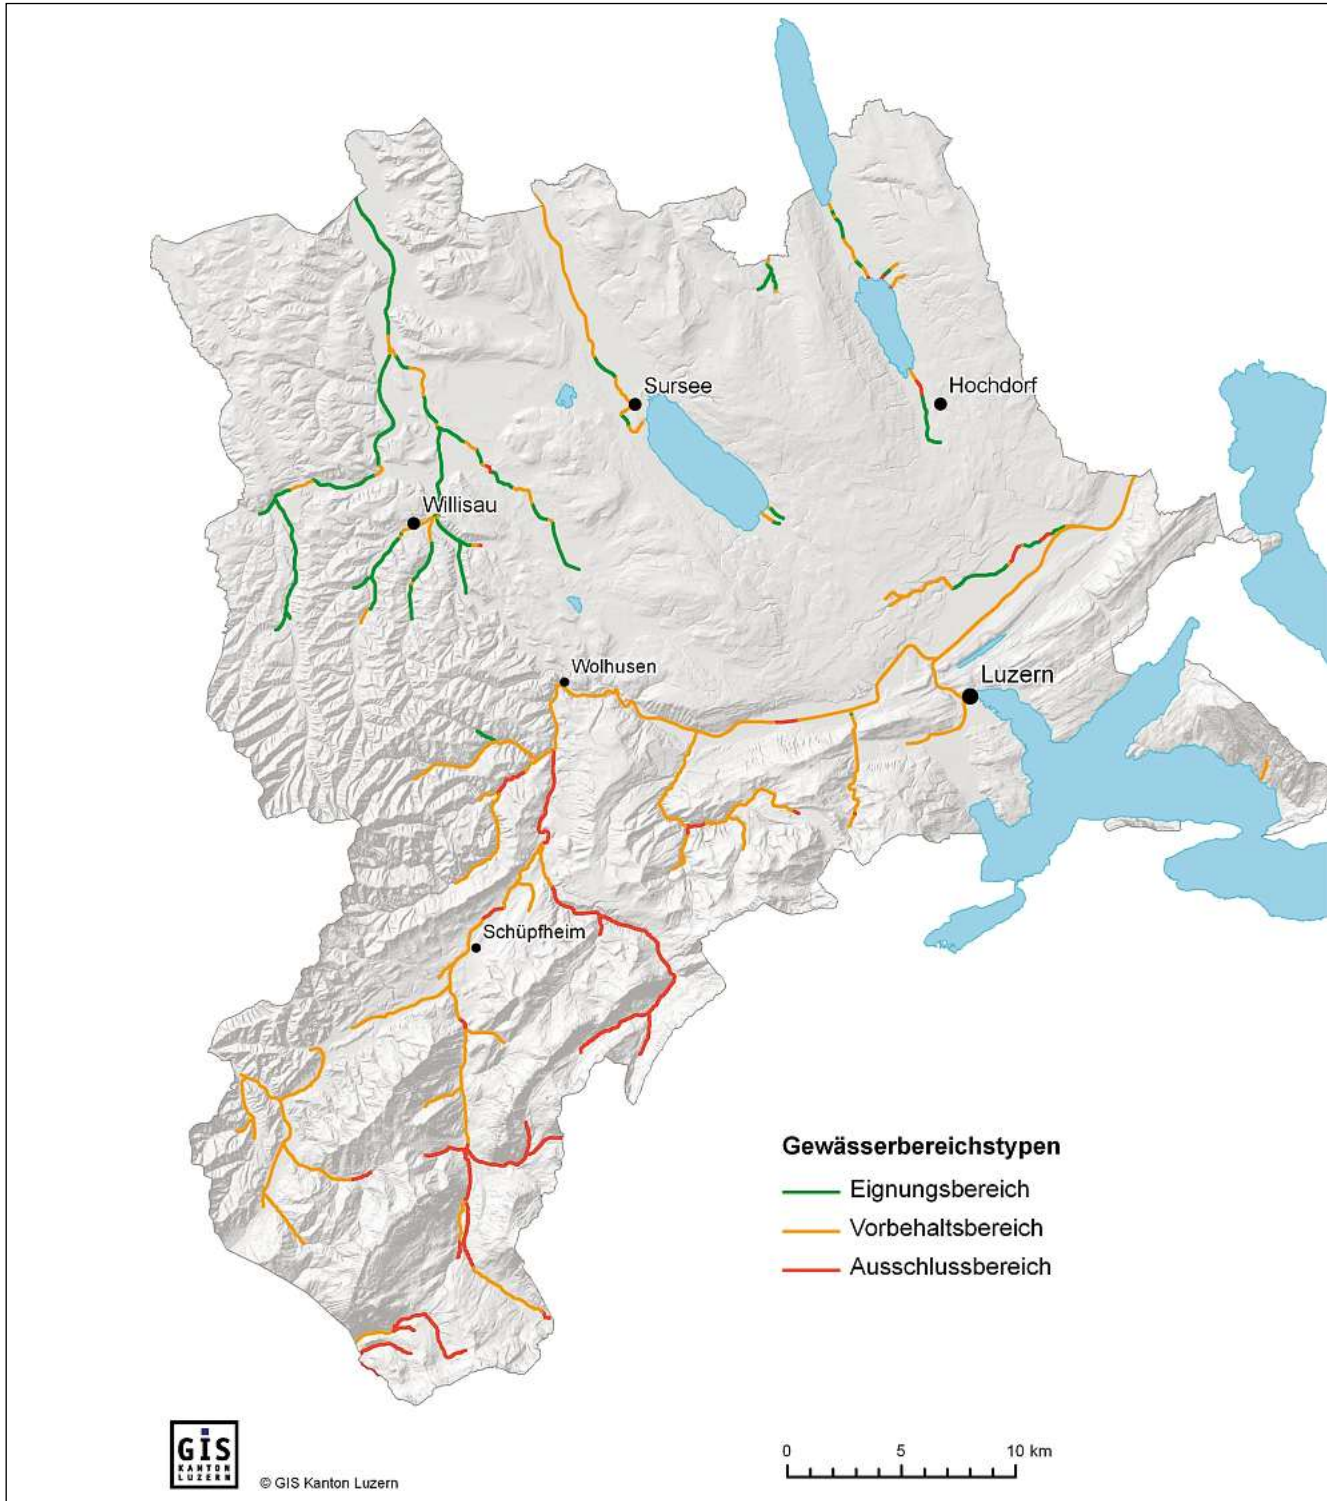 Sursee
Hochdorf
Willisau
Wolhusen
Luzern
Schüpfheim
Gewässerbereichstypen
Eignungsbereich
Vorbehaltsbereich
Ausschlussbereich
GIS
KANTON
LUZERN
© GIS Kanton Luzern
0 5 10 km